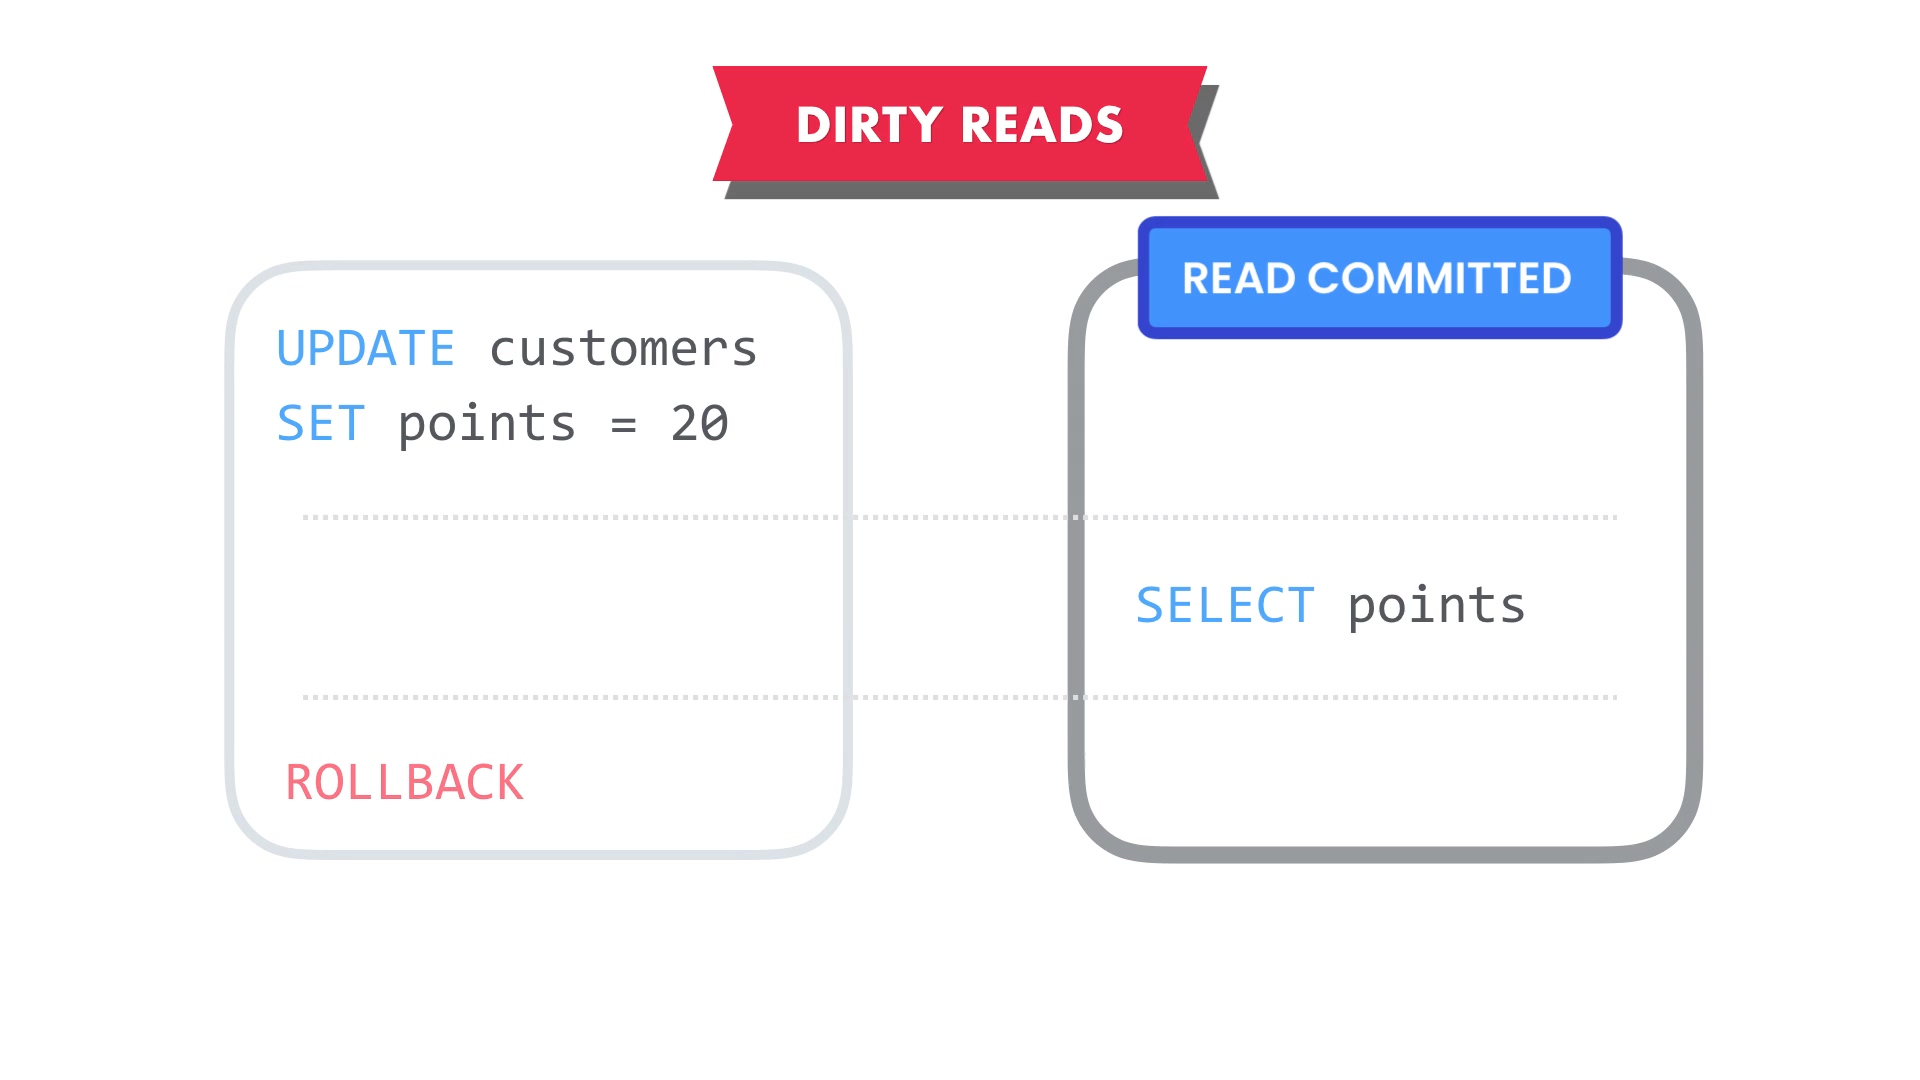 DIRTY READS
READ COMMITTED
UPDATE customers
SET points = 20
SELECT points
ROLLBACK